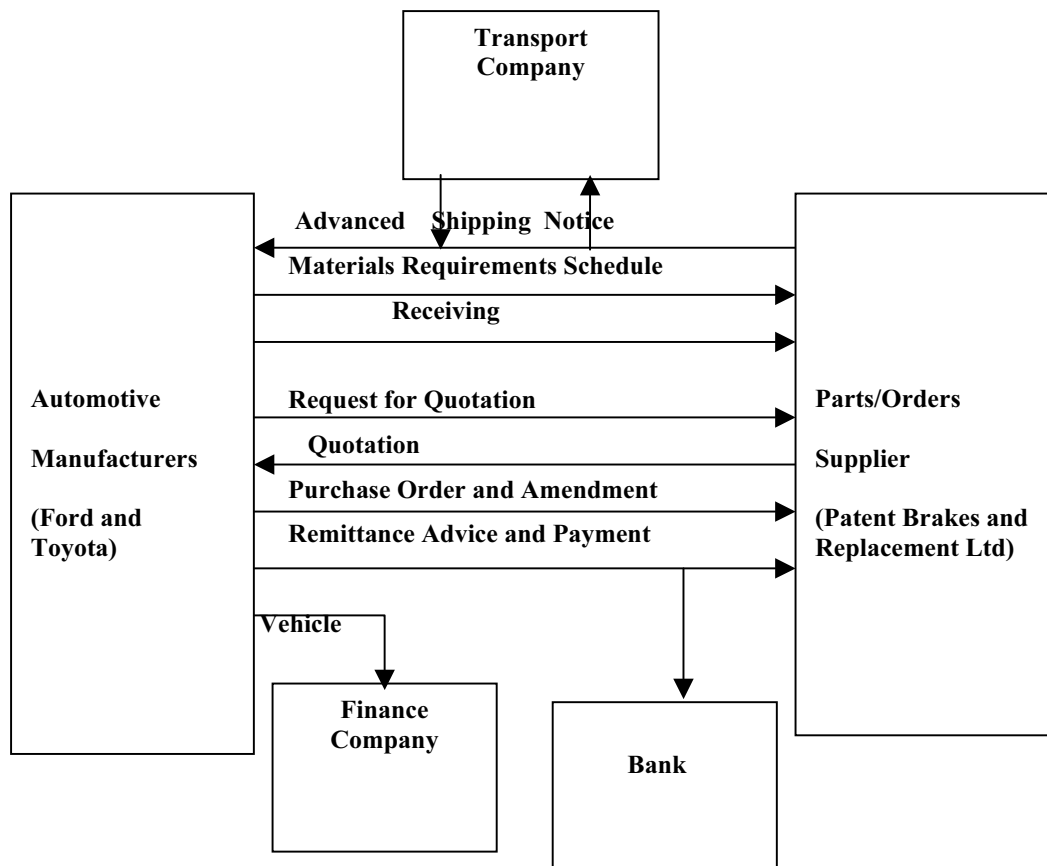 Transport
Company
Advanced Shipping Notice
Materials Requirements Schedule
Receiving
Automotive
Manufacturers
(Ford and
Toyota)
Request for Quotation
Quotation
Purchase Order and Amendment
Remittance Advice and Payment
Parts/Orders
Supplier
(Patent Brakes and
Replacement Ltd)
Vehicle
Finance
Company
Bank